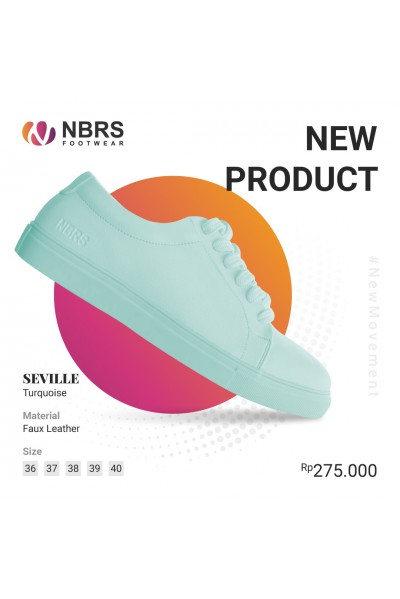 NBRS
FOOTWEAR
NEW
PRODUCT
NBRS
#NewMovement
SEVILLE
Turquoise
Material
Faux Leather
Size
36 37 38 39 40
Rp275.000